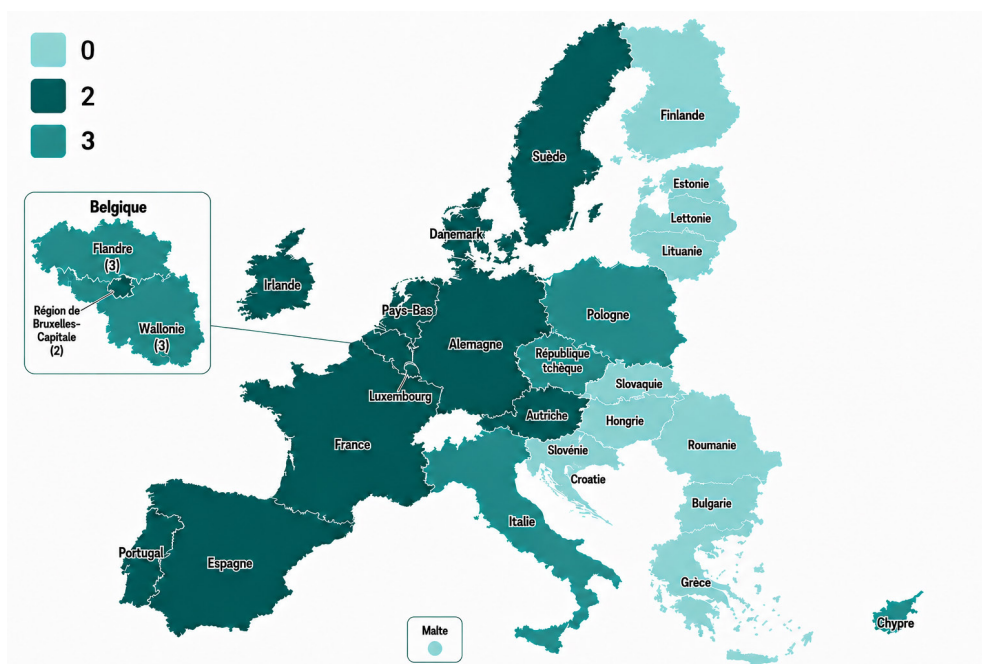 0
2
3
Belgique
Flandre
(3)
Région de
Bruxelles-
Capitale
(2)
Wallonie
(3)
Finlande
Suède
Estonie
Lettonie
Lituanie
Danemark
Irlande
Pays-Bas
Pologne
Alemagne
République
tchèque
Luxembourg
Slovaquie
Autriche
Hongrie
France
Slovénie
Roumanie
Croatie
Bulgarie
Italie
Portugal
Espagne
Grèce
Chypre
Malte